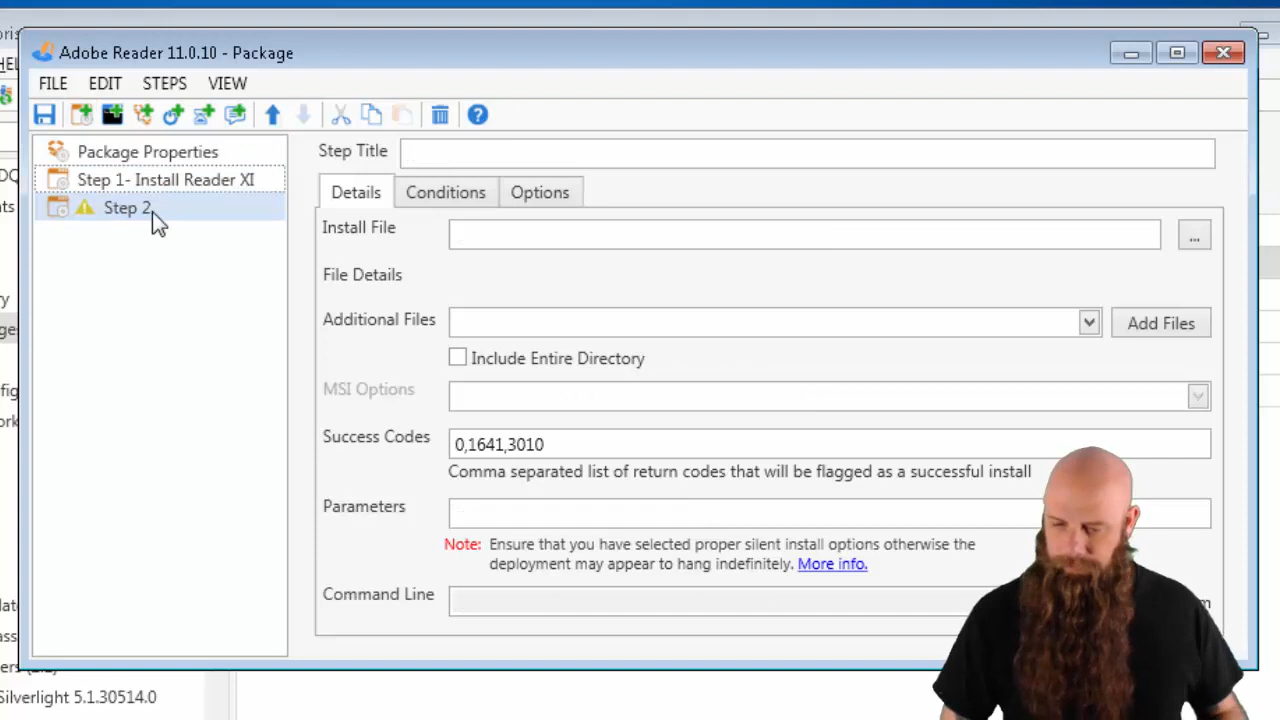 Adobe Reader 11.0.10 - Package
FILE EDIT STEPS VIEW
Package Properties
Step 1- Install Reader XI
Step 2
Step Title
Details Conditions Options
Install File
...
File Details
Additional Files
Add Files
Include Entire Directory
MSI Options
Success Codes
0,1641,3010
Comma separated list of return codes that will be flagged as a successful install
Parameters
Note: Ensure that you have selected proper silent install options otherwise the
deployment may appear to hang indefinitely. More info.
Command Line
Silverlight 5.1.30514.0